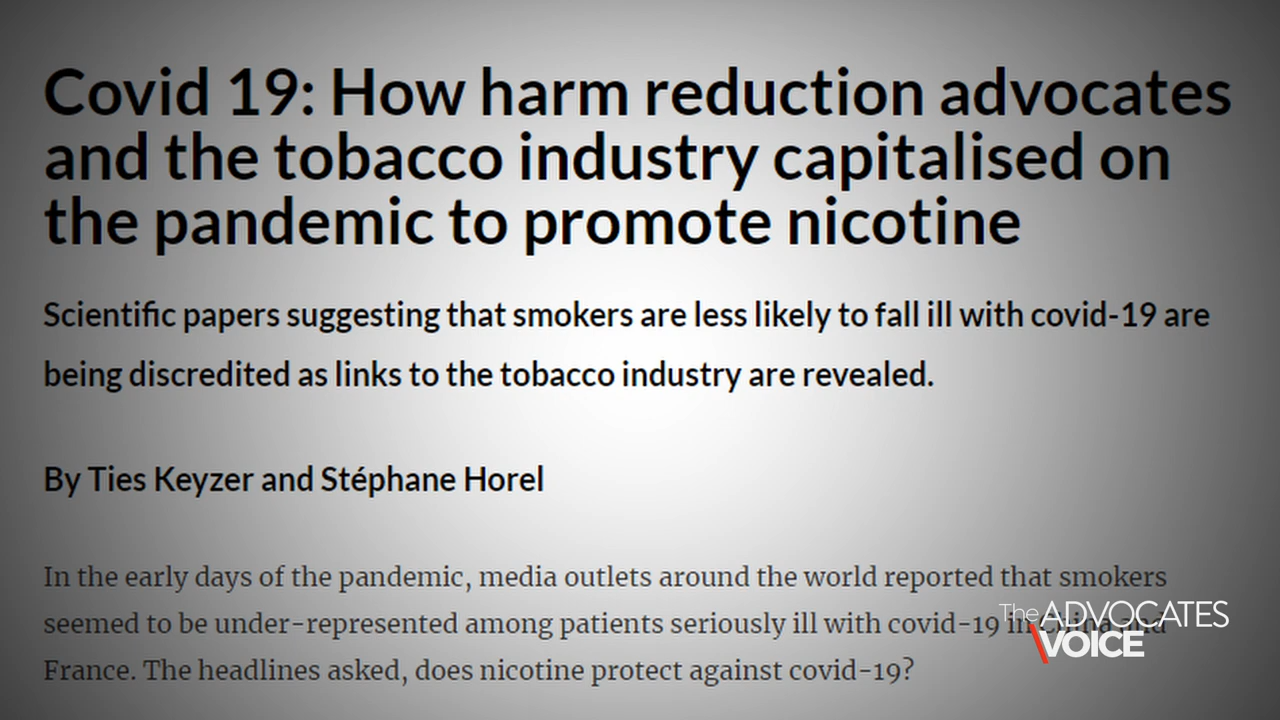 Covid 19: How harm reduction advocates
and the tobacco industry capitalised on
the pandemic to promote nicotine
Scientific papers suggesting that smokers are less likely to fall ill with covid-19 are
being discredited as links to the tobacco industry are revealed.
By Ties Keyzer and Stéphane Horel
In the early days of the pandemic, media outlets around the world reported that smokers
seemed to be under-represented among patients seriously ill with covid-19 in China and
France. The headlines asked, does nicotine protect against covid-19?
The ADVOCATES
VOICE